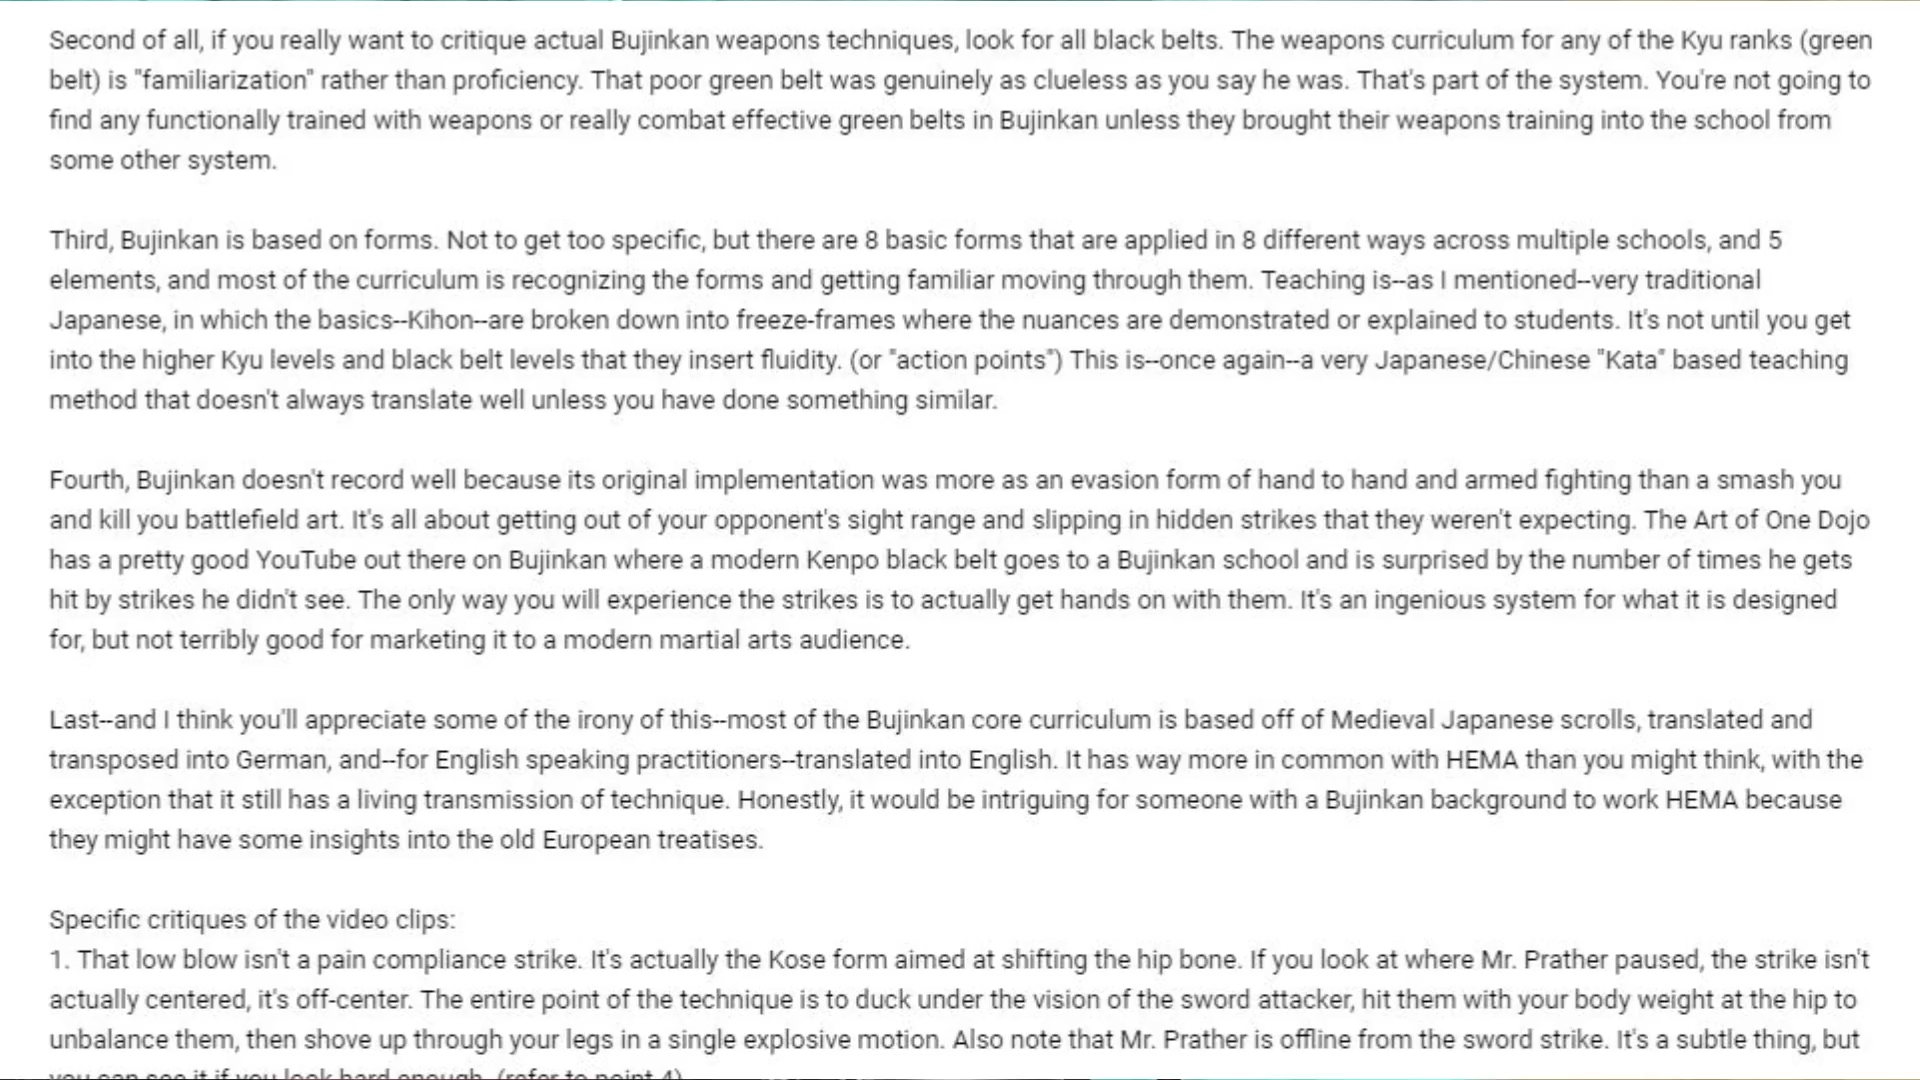 Second of all, if you really want to critique actual Bujinkan weapons techniques, look for all black belts. The weapons curriculum for any of the Kyu ranks (green
belt) is "familiarization" rather than proficiency. That poor green belt was genuinely as clueless as you say he was. That's part of the system. You're not going to
find any functionally trained with weapons or really combat effective green belts in Bujinkan unless they brought their weapons training into the school from
some other system.
Third, Bujinkan is based on forms. Not to get too specific, but there are 8 basic forms that are applied in 8 different ways across multiple schools, and 5
elements, and most of the curriculum is recognizing the forms and getting familiar moving through them. Teaching is--as I mentioned--very traditional
Japanese, in which the basics--Kihon--are broken down into freeze-frames where the nuances are demonstrated or explained to students. It's not until you get
into the higher Kyu levels and black belt levels that they insert fluidity. (or "action points") This is--once again--a very Japanese/Chinese "Kata" based teaching
method that doesn't always translate well unless you have done something similar.
Fourth, Bujinkan doesn't record well because its original implementation was more as an evasion form of hand to hand and armed fighting than a smash you
and kill you battlefield art. It's all about getting out of your opponent's sight range and slipping in hidden strikes that they weren't expecting. The Art of One Dojo
has a pretty good YouTube out there on Bujinkan where a modern Kenpo black belt goes to a Bujinkan school and is surprised by the number of times he gets
hit by strikes he didn't see. The only way you will experience the strikes is to actually get hands on with them. It's an ingenious system for what it is designed
for, but not terribly good for marketing it to a modern martial arts audience.
Last--and I think you'll appreciate some of the irony of this--most of the Bujinkan core curriculum is based off of Medieval Japanese scrolls, translated and
transposed into German, and--for English speaking practitioners--translated into English. It has way more in common with HEMA than you might think, with the
exception that it still has a living transmission of technique. Honestly, it would be intriguing for someone with a Bujinkan background to work HEMA because
they might have some insights into the old European treatises.
Specific critiques of the video clips:
1. That low blow isn't a pain compliance strike. It's actually the Kose form aimed at shifting the hip bone. If you look at where Mr. Prather paused, the strike isn't
actually centered, it's off-center. The entire point of the technique is to duck under the vision of the sword attacker, hit them with your body weight at the hip to
unbalance them, then shove up through your legs in a single explosive motion. Also note that Mr. Prather is offline from the sword strike. It's a subtle thing, but
you can see it if you look hard enough. (refer to point 4)